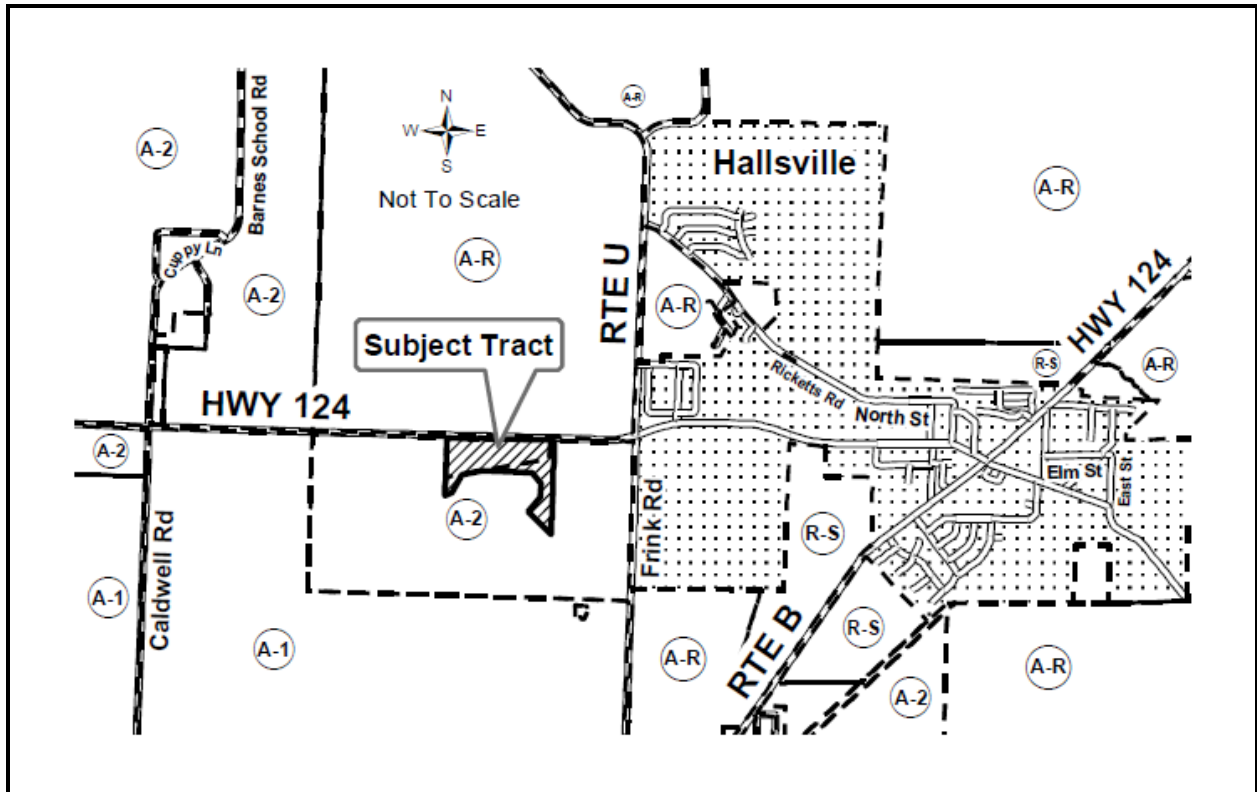 A-R
N
W E
S
Not To Scale
Hallsville
A-2
Barnes School Rd
Cuppy Ln
A-R
A-R
A-2
RTE U
A-R
HWY 124
Subject Tract
R-S
A-R
Ricketts Rd
HWY 124
North St
A-2
Elm St
East St
A-2
R-S
Frink Rd
Caldwell Rd
A-1
A-1
R-S
A-R
RTE B
A-R
A-2